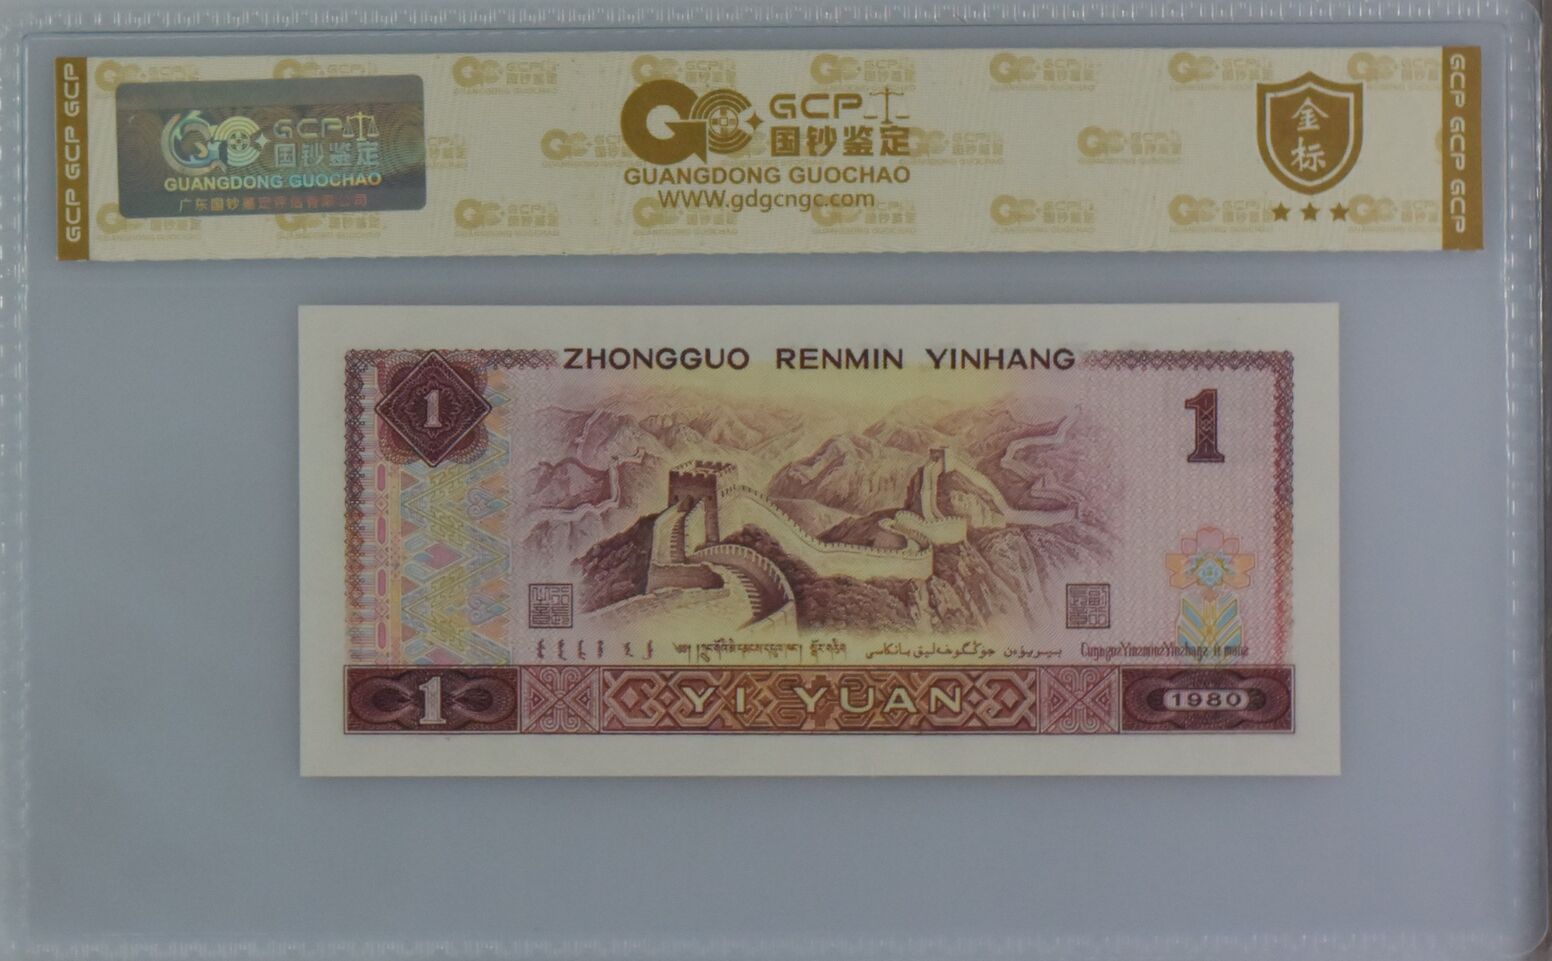 GCP GCP GCP
GCP
国钞鉴定
GUANGDONG GUOCHAO
广东国钞鉴定评估有限公司
GCP
国钞鉴定
GUANGDONG GUOCHAO
WWW.gdgcngc.com
金标
GCP GCP GCP
ZHONGGUO RENMIN YINHANG
1
1
1
YI YUAN
1980